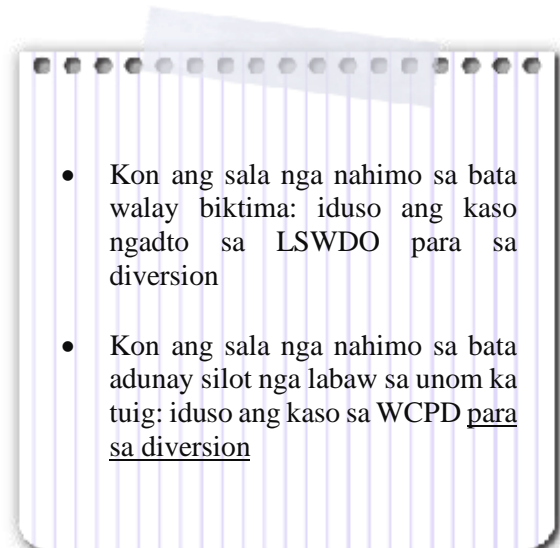 • Kon ang sala nga nahimo sa bata
walay biktima: iduso ang kaso
ngadto sa LSWDO para sa
diversion
• Kon ang sala nga nahimo sa bata
adunay silot nga labaw sa unom ka
tuig: iduso ang kaso sa WCPD para
sa diversion